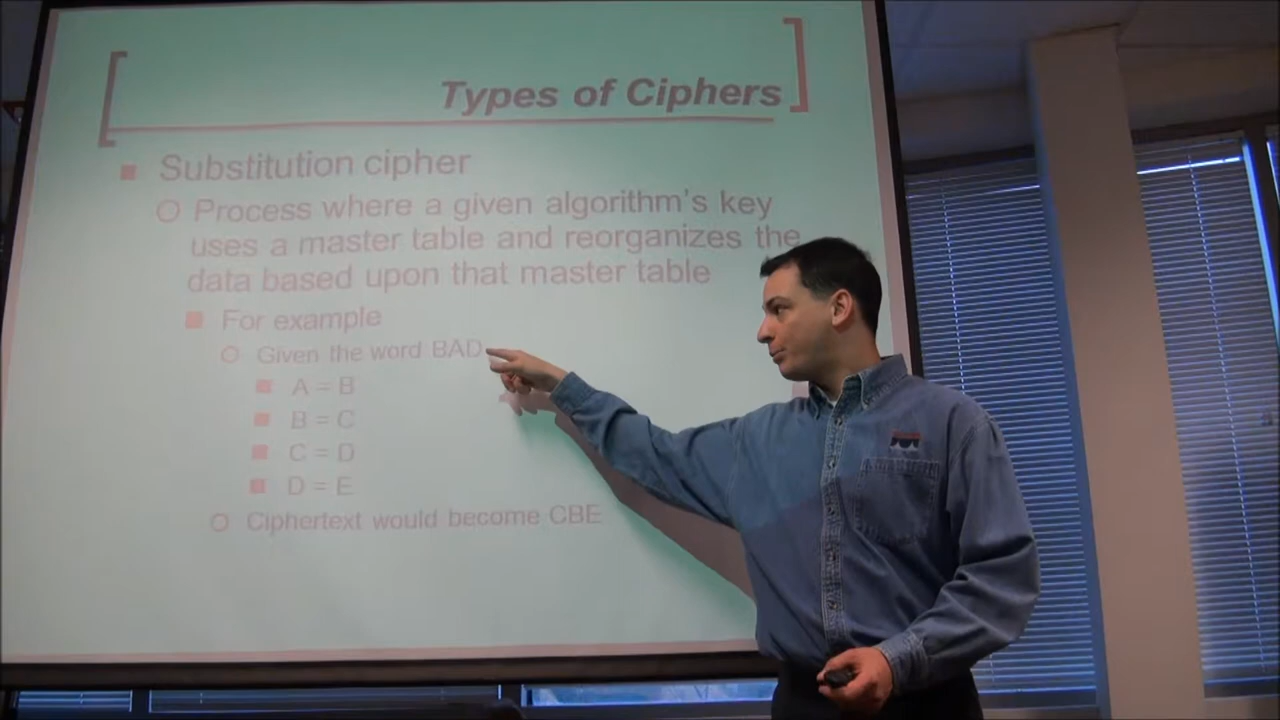 Types of Ciphers
Substitution cipher
Process where a given algorithm's key
uses a master table and reorganizes the
data based upon that master table
For example
Given the word BAD
A = B
B = C
C = D
D = E
Ciphertext would become CBE